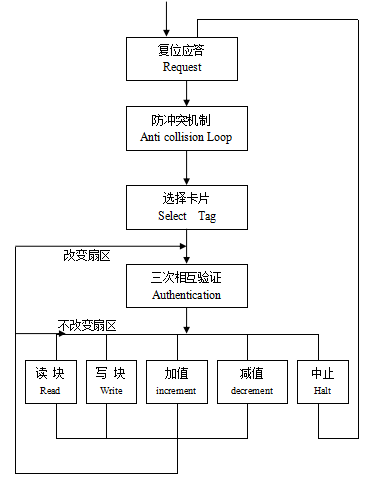 复位应答
Request
防冲突机制
Anti collision Loop
选择卡片
Select Tag
改变扇区
三次相互验证
Authentication
不改变扇区
读 块
Read
写 块
Write
加值
increment
减值
decrement
中止
Halt